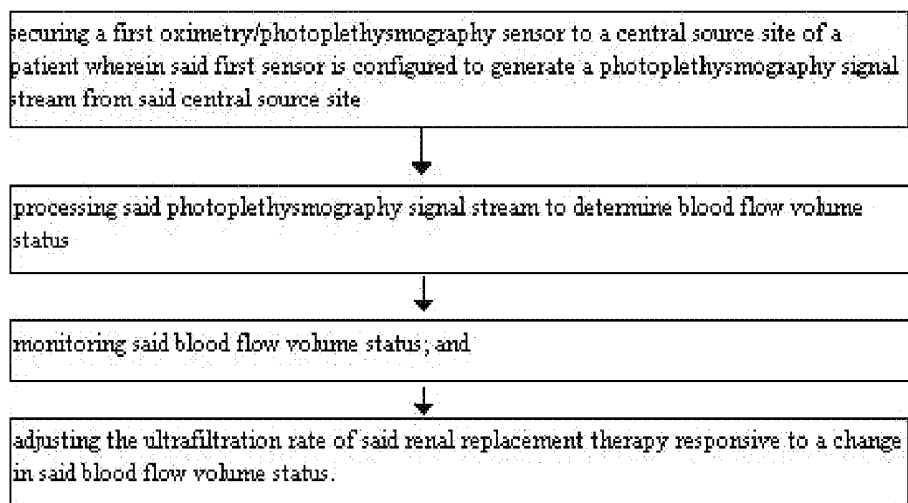 securing a first oximetry/photoplethysmography sensor to a central source site of a
patient wherein said first sensor is configured to generate a photoplethysmography signal
stream from said central source site
processing said photoplethysmography signal stream to determine blood flow volume
status
monitoring said blood flow volume status; and
adjusting the ultrafiltration rate of said renal replacement therapy responsive to a change
in said blood flow volume status.